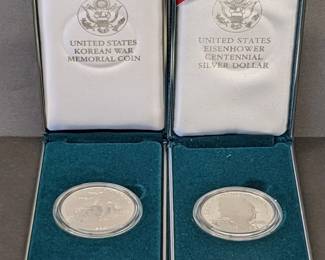 UNITED STATES
KOREAN WAR
MEMORIAL COIN
UNITED STATES
EISENHOWER
CENTENNIAL
SILVER DOLLAR